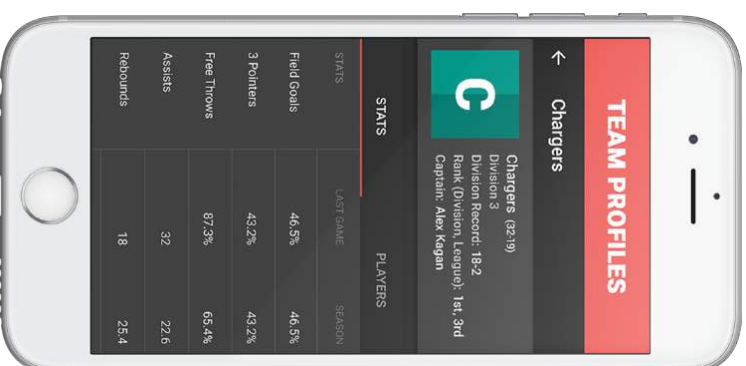 TEAM PROFILES
Chargers
C
Chargers (32-19)
Division 3
Division Record: 18-2
Rank (Division, League): 1st, 3rd
Captain: Alex Kagan
STATS PLAYERS
STATS LAST GAME SEASON
Field Goals 46.5% 46.5%
3 Pointers 43.2% 43.2%
Free Throws 87.3% 65.4%
Assists 32 22.6
Rebounds 18 25.4